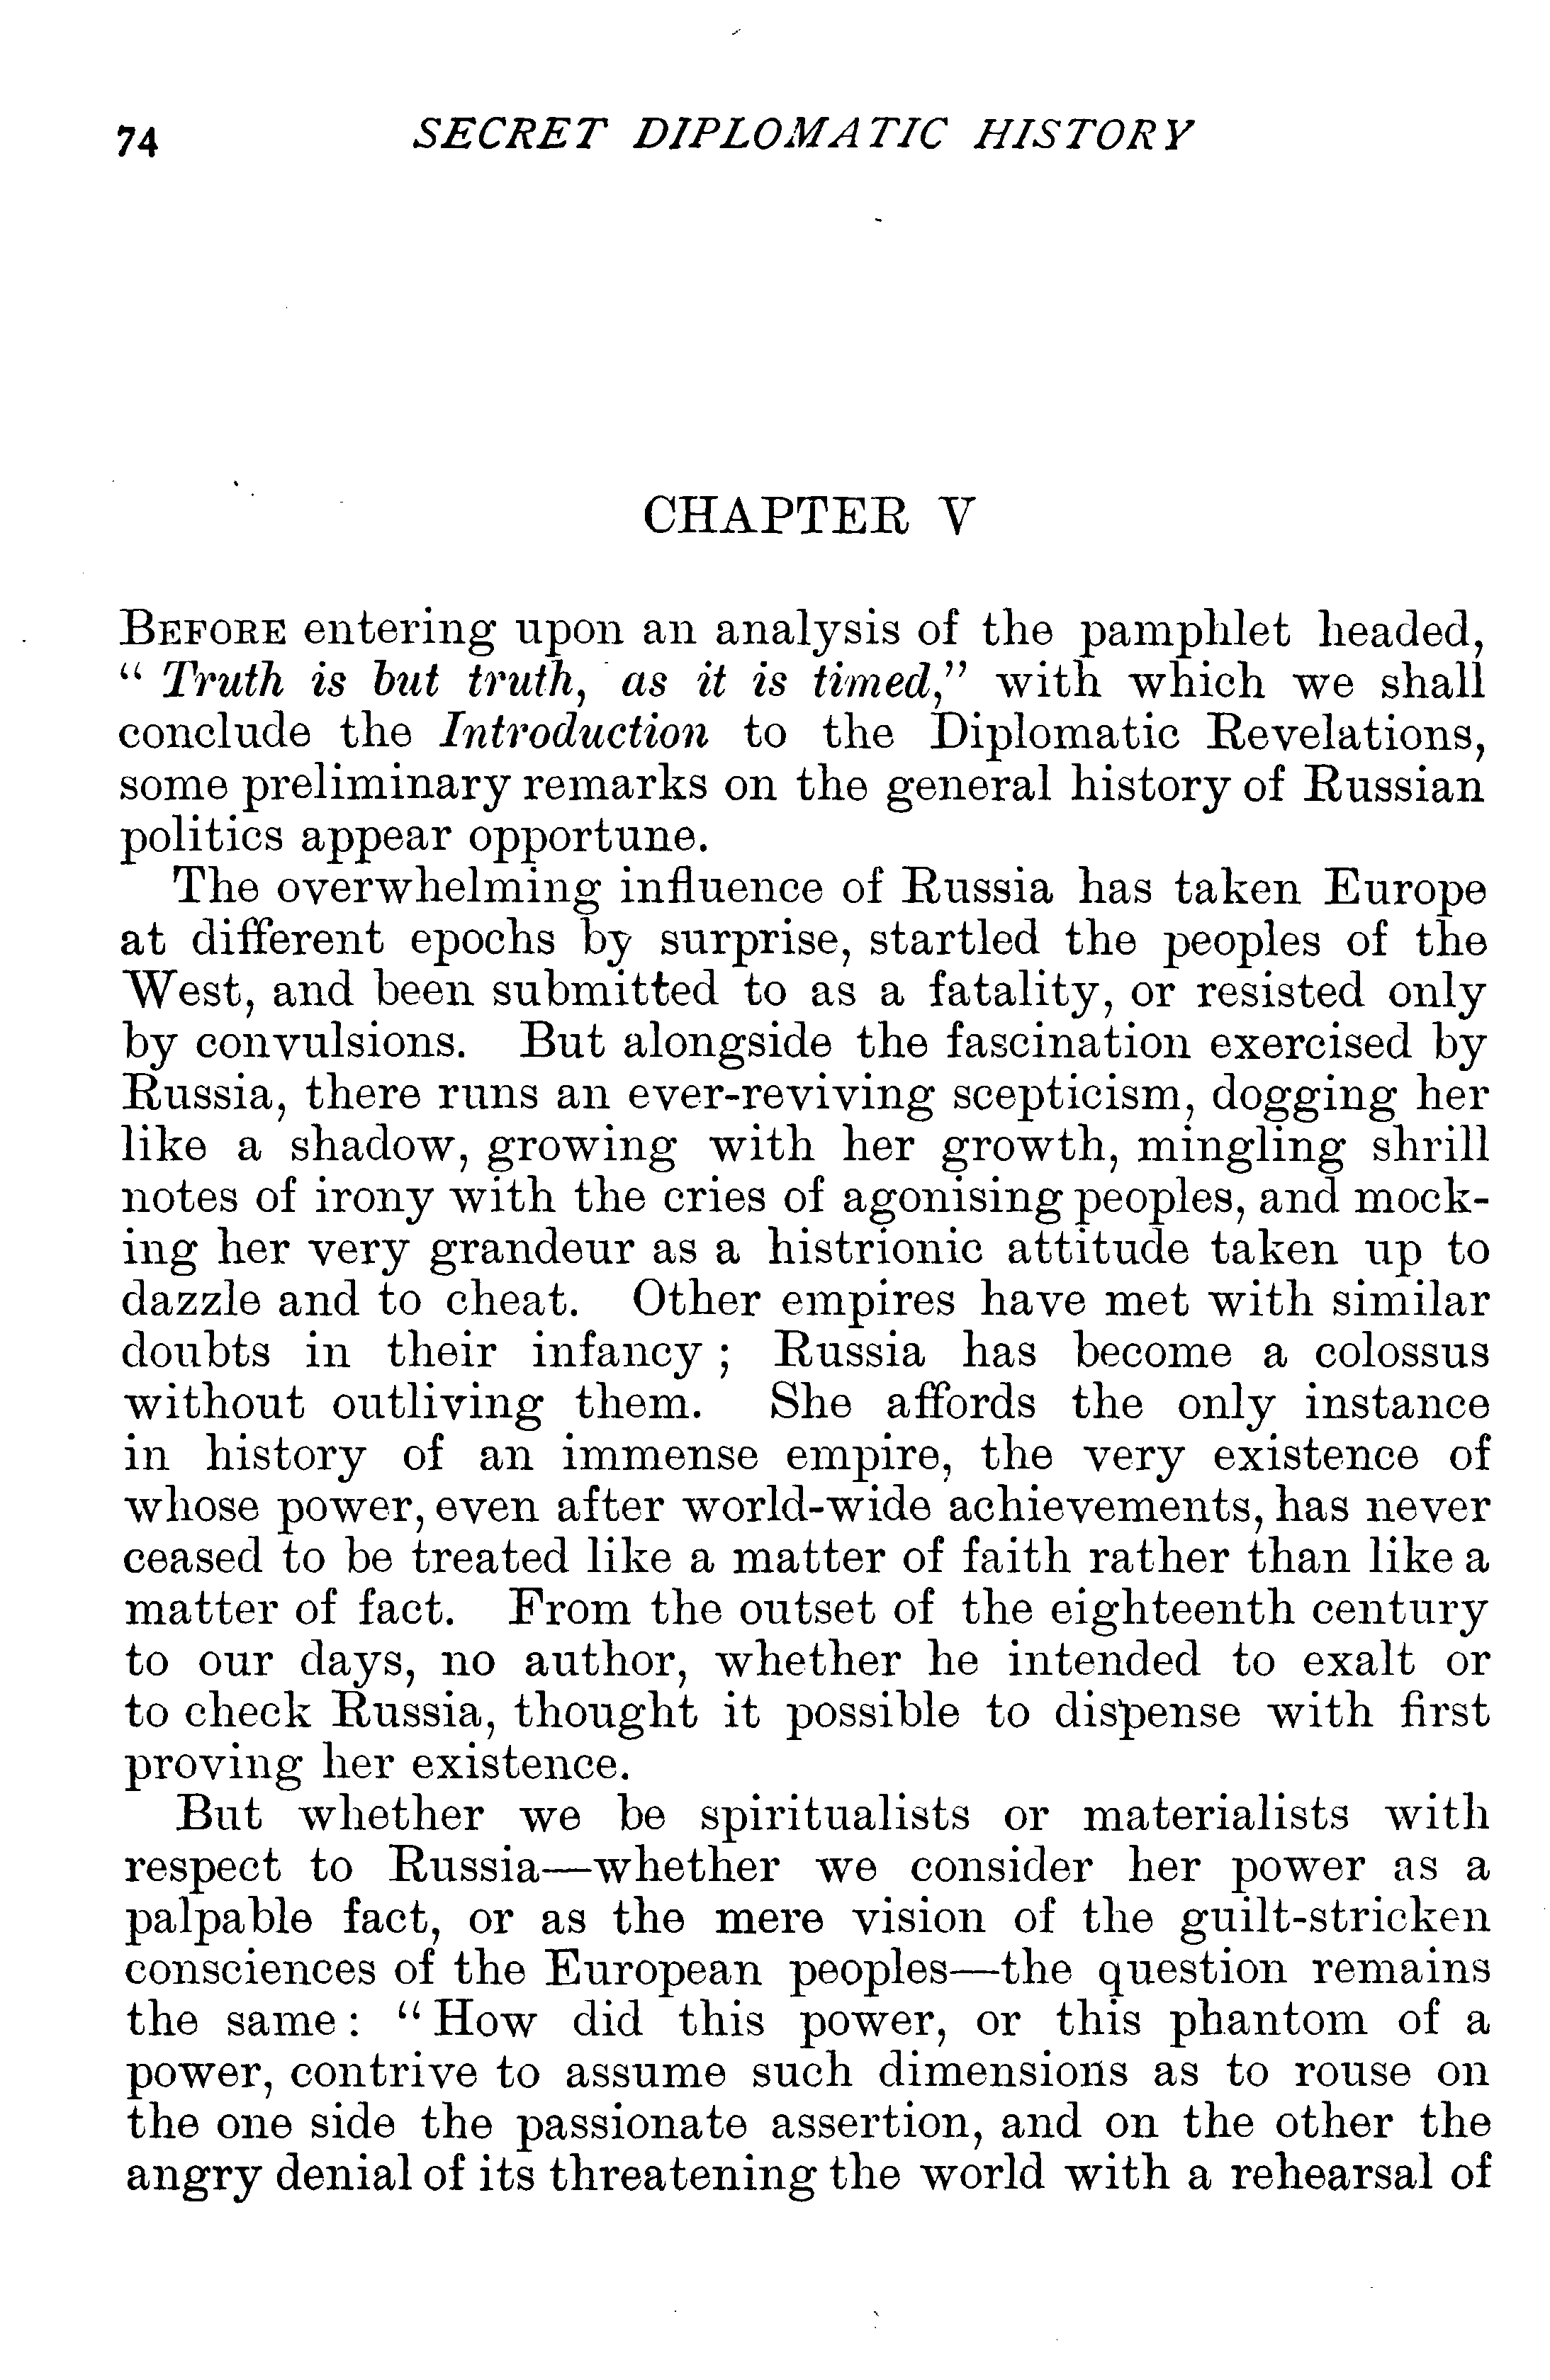 74 SECRET DIPLOMATIC HISTORY
CHAPTER V
BEFORE entering upon an analysis of the pamphlet headed,
“ Truth is but truth, as it is timed,” with which we shall
conclude the Introduction to the Diplomatic Revelations,
some preliminary remarks on the general history of Russian
politics appear opportune.
The overwhelming influence of Russia has taken Europe
at different epochs by surprise, startled the peoples of the
West, and been submitted to as a fatality, or resisted only
by convulsions. But alongside the fascination exercised by
Russia, there runs an ever-reviving scepticism, dogging her
like a shadow, growing with her growth, mingling shrill
notes of irony with the cries of agonising peoples, and mock-
ing her very grandeur as a histrionic attitude taken up to
dazzle and to cheat. Other empires have met with similar
doubts in their infancy ; Russia has become a colossus
without outliving them. She affords the only instance
in history of an immense empire, the very existence of
whose power, even after world-wide achievements, has never
ceased to be treated like a matter of faith rather than like a
matter of fact. From the outset of the eighteenth century
to our days, no author, whether he intended to exalt or
to check Russia, thought it possible to dispense with first
proving her existence.
But whether we be spiritualists or materialists with
respect to Russia—whether we consider her power as a
palpable fact, or as the mere vision of the guilt-stricken
consciences of the European peoples—the question remains
the same : “ How did this power, or this phantom of a
power, contrive to assume such dimensions as to rouse on
the one side the passionate assertion, and on the other the
angry denial of its threatening the world with a rehearsal of